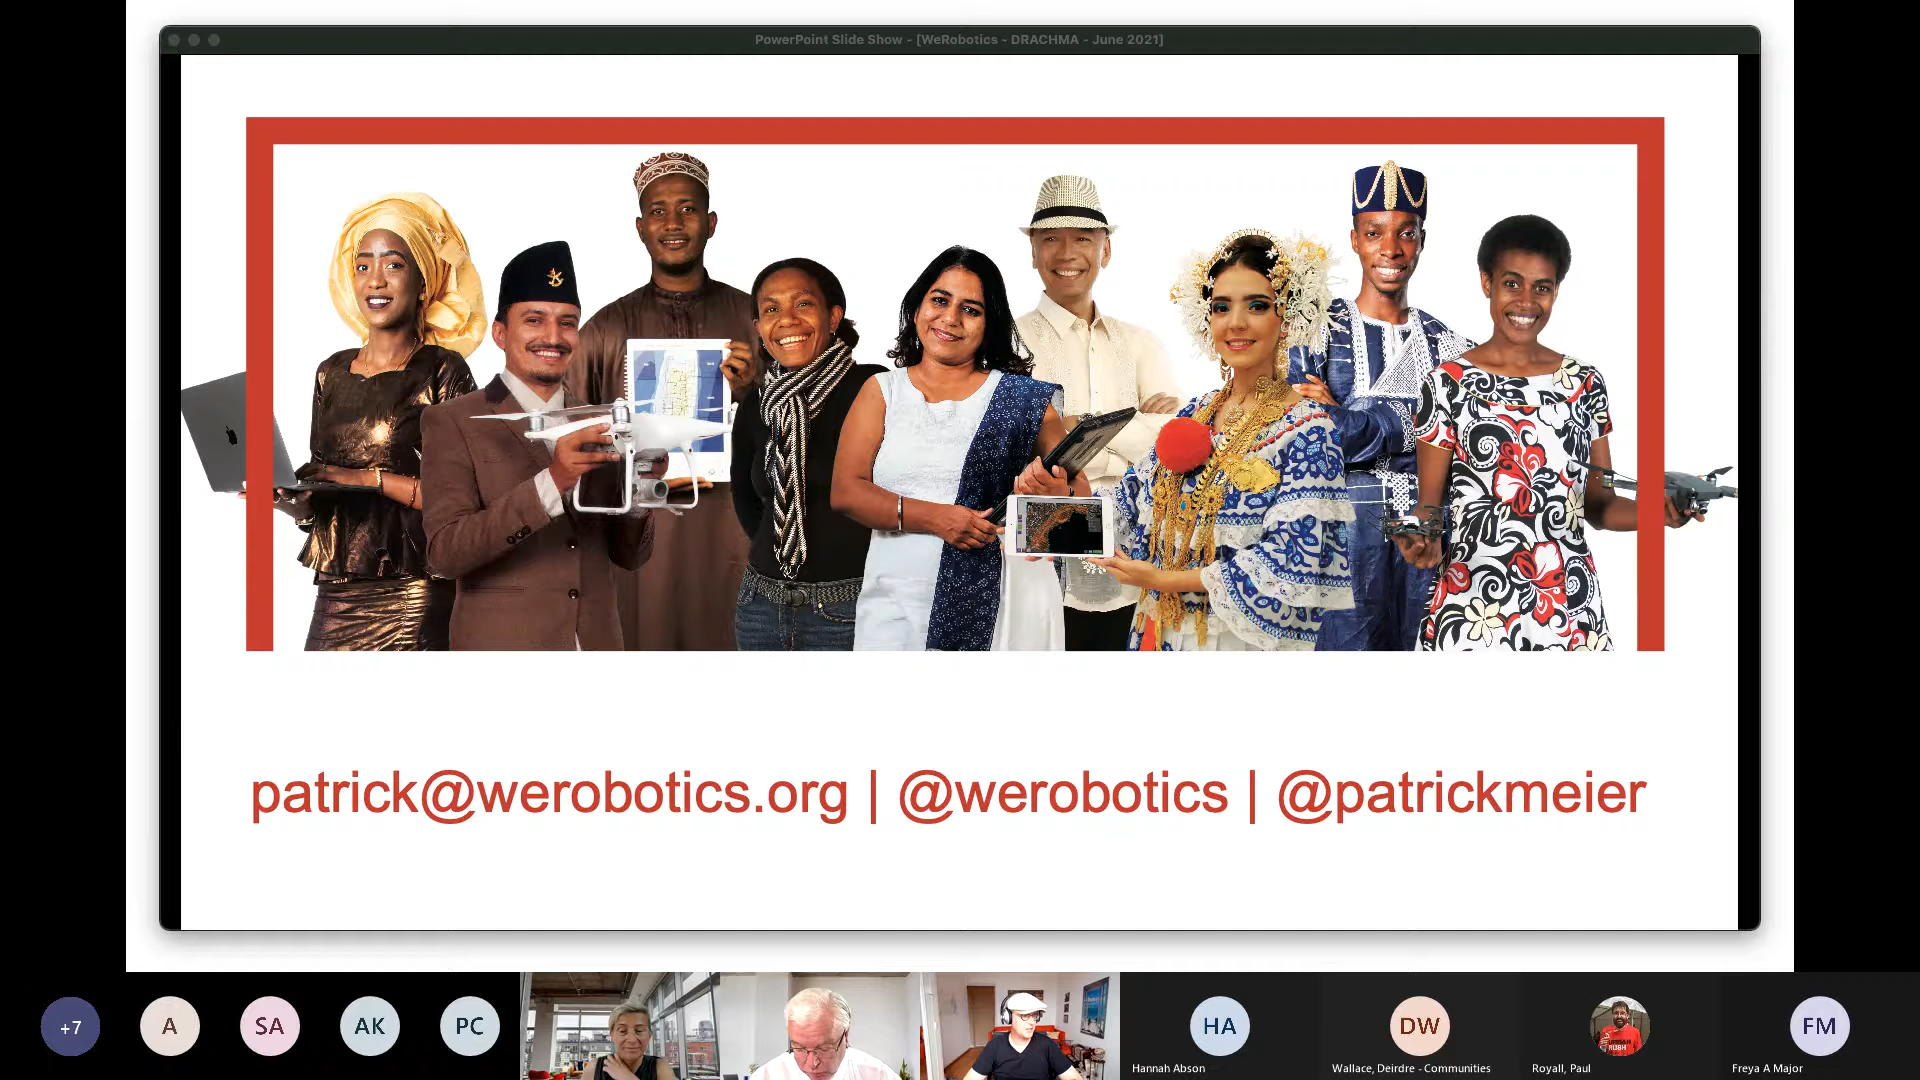 PowerPoint Slide Show - [WeRobotics - DRACHMA - June 2021]
patrick@werobotics.org | @werobotics | @patrickmeier
+7
A
SA
AK
PC
HA
DW
FM
Hannah Abson
Wallace, Deirdre - Communities
Royall, Paul
Freya A Major